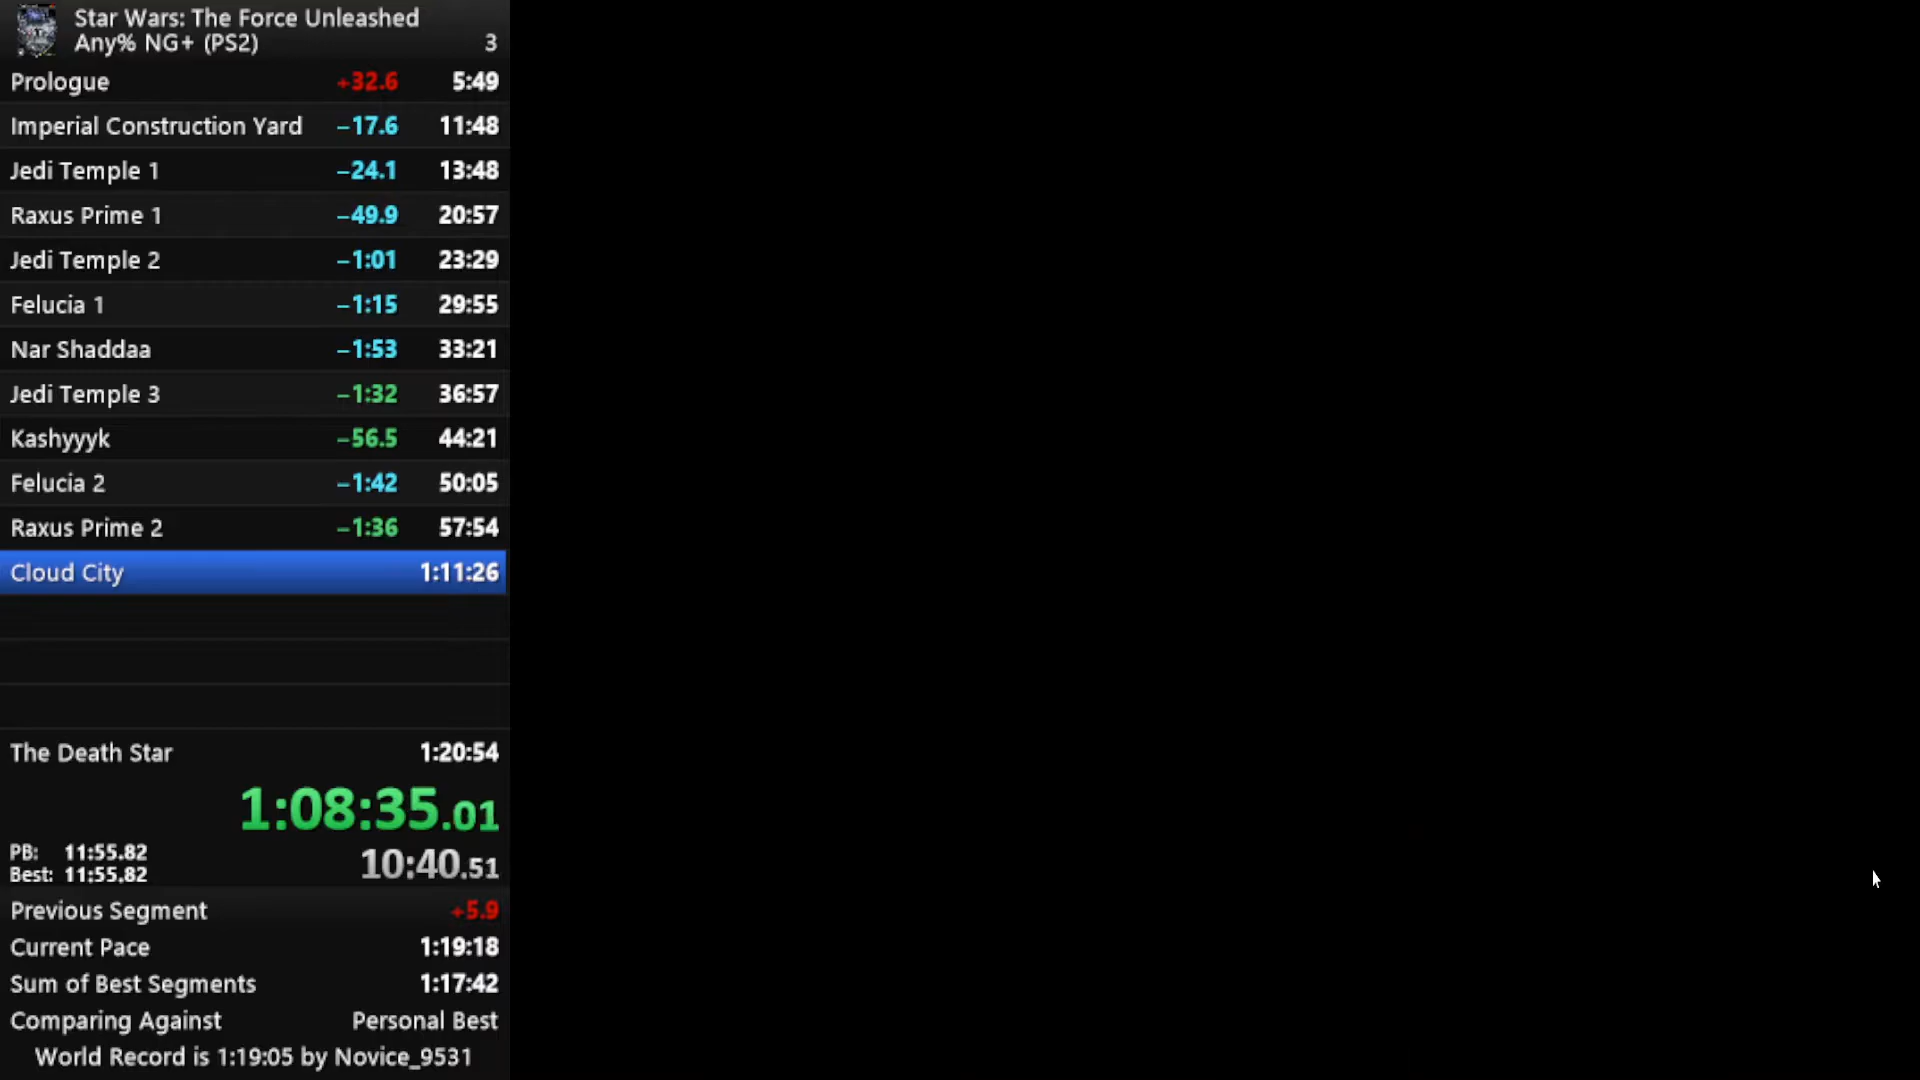 Star Wars: The Force Unleashed
Any% NG+ (PS2) 3
Prologue +32.6 5:49
Imperial Construction Yard −17.6 11:48
Jedi Temple 1 −24.1 13:48
Raxus Prime 1 −49.9 20:57
Jedi Temple 2 −1:01 23:29
Felucia 1 −1:15 29:55
Nar Shaddaa −1:53 33:21
Jedi Temple 3 −1:32 36:57
Kashyyyk −56.5 44:21
Felucia 2 −1:42 50:05
Raxus Prime 2 −1:36 57:54
Cloud City 1:11:26
The Death Star 1:20:54
1:08:35.01
PB: 11:55.82
Best: 11:55.82
10:40.51
Previous Segment +5.9
Current Pace 1:19:18
Sum of Best Segments 1:17:42
Comparing Against Personal Best
World Record is 1:19:05 by Novice_9531